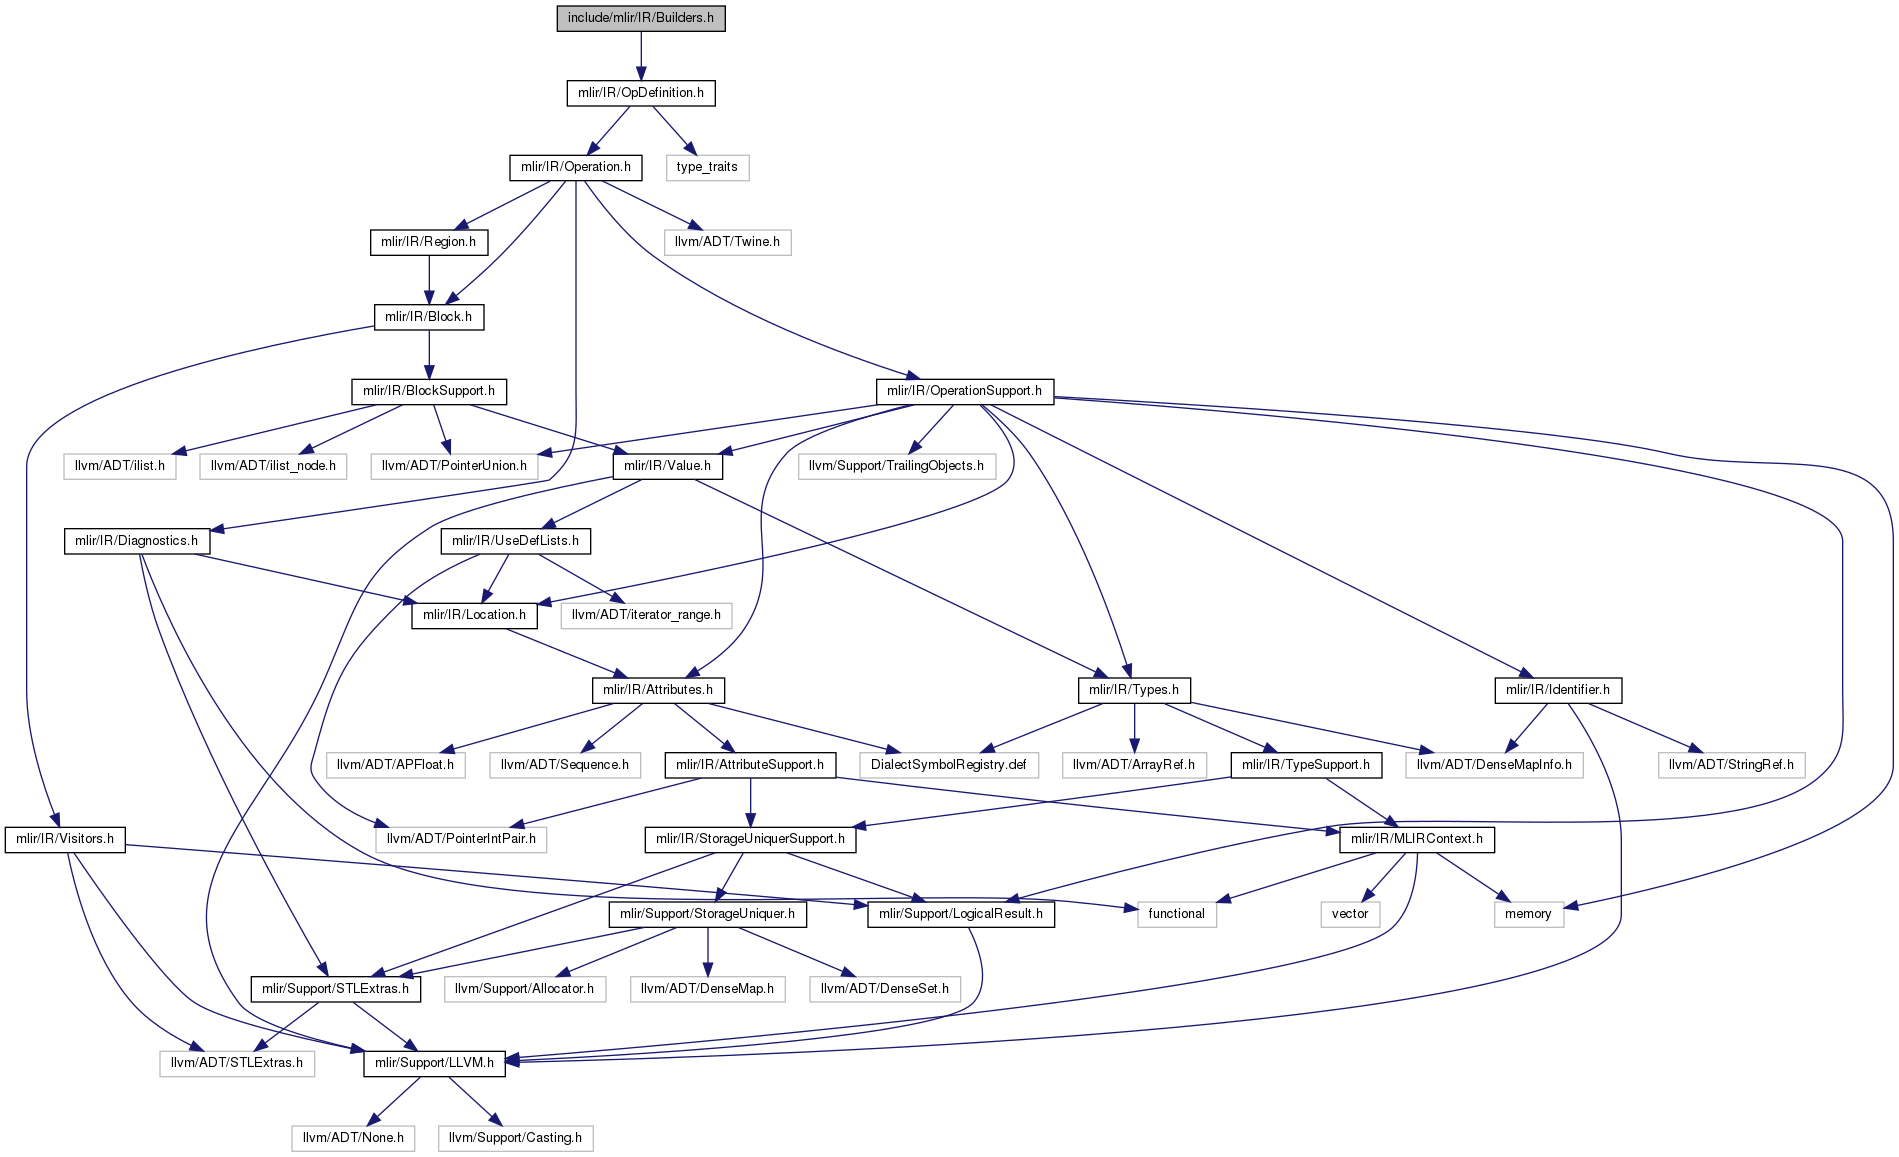 include/mlir/IR/Builders.h
mlir/IR/OpDefinition.h
mlir/IR/Operation.h
type_traits
mlir/IR/Region.h
llvm/ADT/Twine.h
mlir/IR/Block.h
mlir/IR/BlockSupport.h
mlir/IR/OperationSupport.h
llvm/ADT/ilist.h
llvm/ADT/ilist_node.h
llvm/ADT/PointerUnion.h
mlir/IR/Value.h
llvm/Support/TrailingObjects.h
mlir/IR/Diagnostics.h
mlir/IR/UseDefLists.h
mlir/IR/Location.h
llvm/ADT/iterator_range.h
mlir/IR/Attributes.h
mlir/IR/Types.h
mlir/IR/Identifier.h
llvm/ADT/APFloat.h
llvm/ADT/Sequence.h
mlir/IR/AttributeSupport.h
DialectSymbolRegistry.def
llvm/ADT/ArrayRef.h
mlir/IR/TypeSupport.h
llvm/ADT/DenseMapInfo.h
llvm/ADT/StringRef.h
mlir/IR/Visitors.h
llvm/ADT/PointerIntPair.h
mlir/IR/StorageUniquerSupport.h
mlir/IR/MLIRContext.h
mlir/Support/StorageUniquer.h
mlir/Support/LogicalResult.h
functional
vector
memory
mlir/Support/STLExtras.h
llvm/Support/Allocator.h
llvm/ADT/DenseMap.h
llvm/ADT/DenseSet.h
llvm/ADT/STLExtras.h
mlir/Support/LLVM.h
llvm/ADT/None.h
llvm/Support/Casting.h